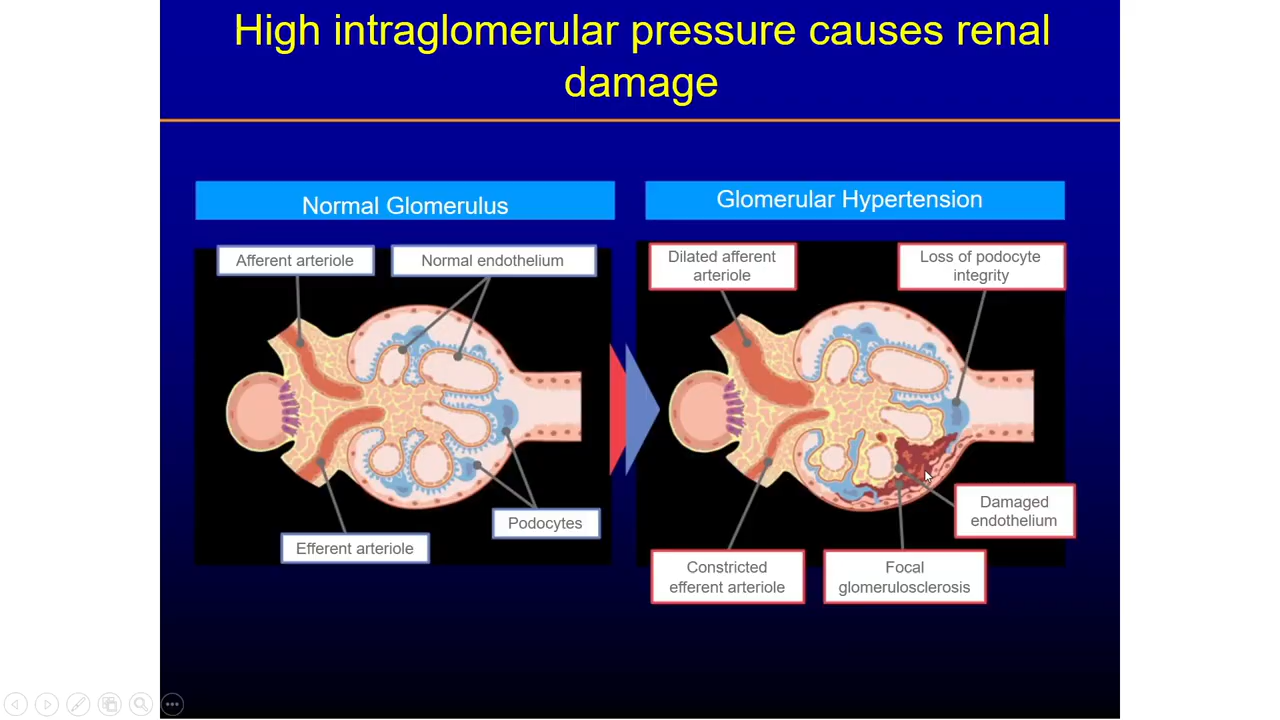 High intraglomerular pressure causes renal
damage
Normal Glomerulus
Afferent arteriole
Normal endothelium
Podocytes
Efferent arteriole
Glomerular Hypertension
Dilated afferent
arteriole
Loss of podocyte
integrity
Damaged
endothelium
Constricted
efferent arteriole
Focal
glomerulosclerosis